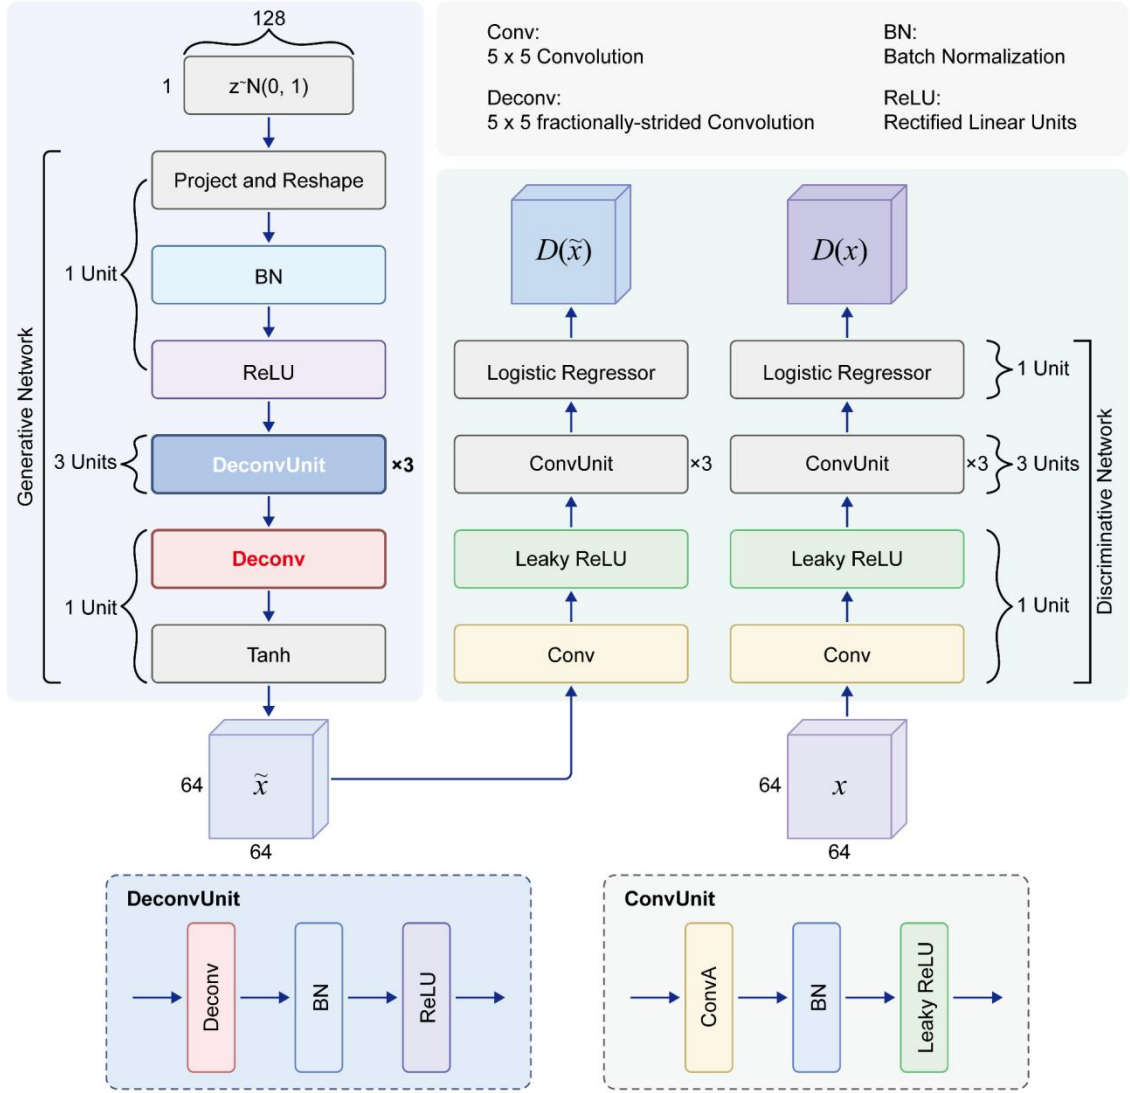 128
1
z~N(0, 1)
Project and Reshape
BN
ReLU
DeconvUnit
×3
Deconv
Tanh
1 Unit
3 Units
1 Unit
Generative Network
x̃
64
64
Conv:
5 x 5 Convolution
Deconv:
5 x 5 fractionally-strided Convolution
BN:
Batch Normalization
ReLU:
Rectified Linear Units
D(x̃)
Logistic Regressor
ConvUnit
×3
Leaky ReLU
Conv
D(x)
Logistic Regressor
ConvUnit
×3
Leaky ReLU
Conv
1 Unit
3 Units
1 Unit
Discriminative Network
x
64
64
DeconvUnit
Deconv
BN
ReLU
ConvUnit
ConvA
BN
Leaky ReLU